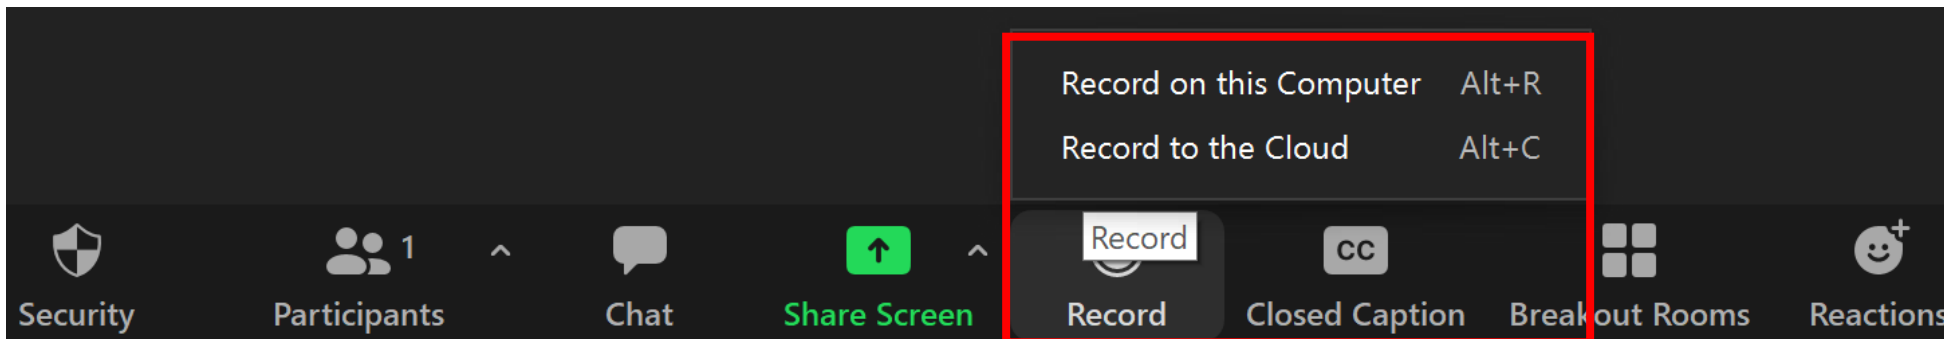 Record on this Computer Alt+R
Record to the Cloud Alt+C
Record
1
CC
Security Participants Chat Share Screen Record Closed Caption Breakout Rooms Reactions